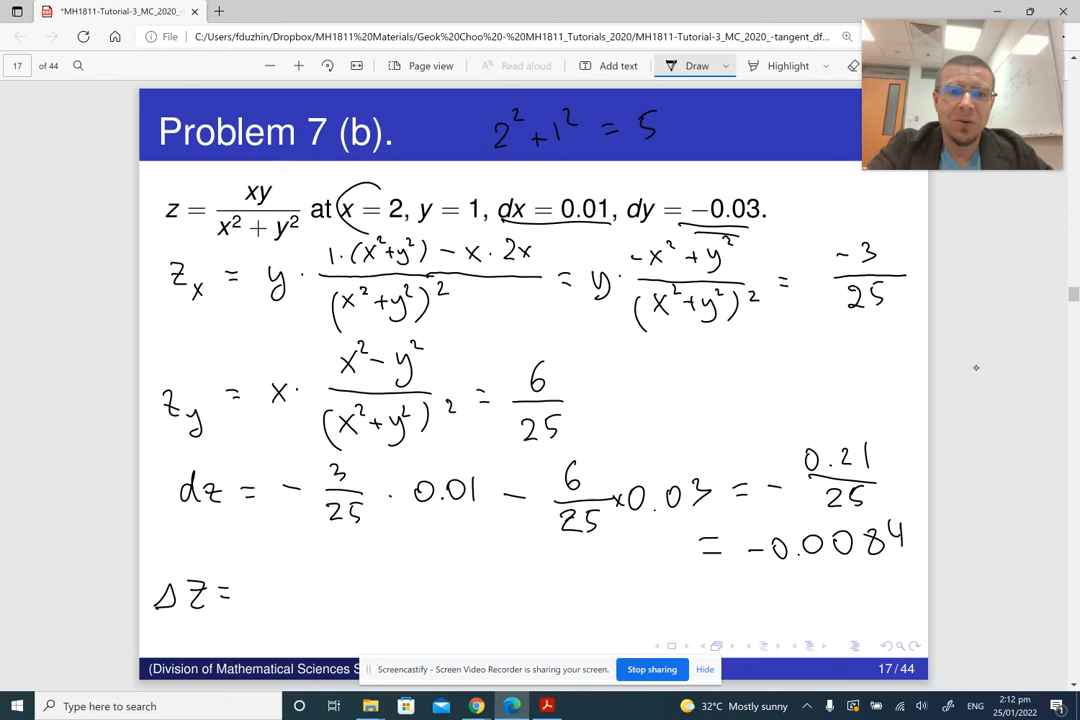 *MH1811-Tutorial-3_MC_2020_-
File C:/Users/fduzhin/Dropbox/MH1811%20Materials/Geok%20Choo%20-%20MH1811_Tutorials_2020/MH1811-Tutorial-3_MC_2020_-tangent_df...
17 of 44 Page view Read aloud Add text Draw Highlight
Problem 7 (b). 2² + 1² = 5
z = xy / (x² + y²) at x = 2, y = 1, dx = 0.01, dy = −0.03.
z_x = y · (1·(x²+y²) − x·2x) / (x²+y²)² = y · (−x² + y²) / (x²+y²)² = −3/25
z_y = x · (x² − y²) / (x²+y²)² = 6/25
dz = − 3/25 · 0.01 − 6/25 × 0.03 = − 0.21/25
= −0.0084
Δz =
(Division of Mathematical Sciences S 17/44
Screencastify - Screen Video Recorder is sharing your screen. Stop sharing Hide
Type here to search 32°C Mostly sunny ENG 2:12 pm
25/01/2022